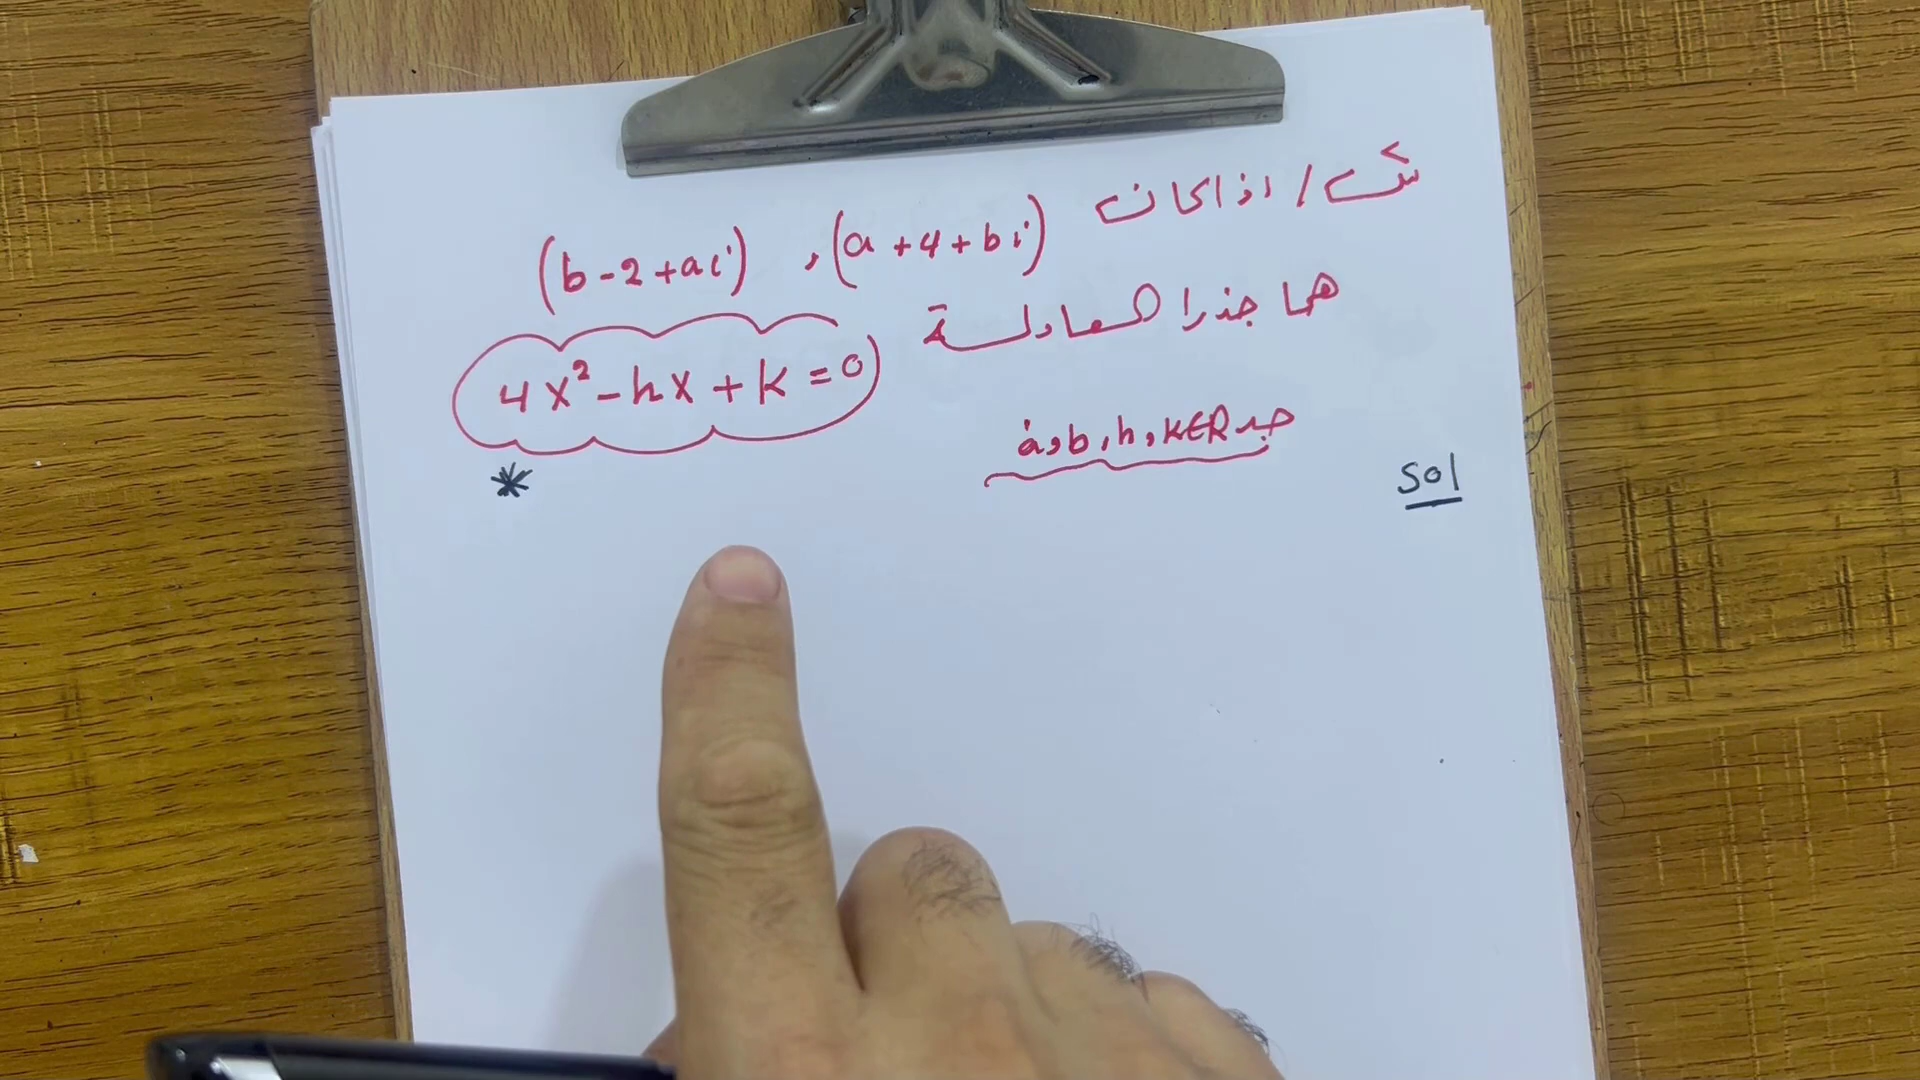 س / اذا كان (a + 4 + bi) , (b - 2 + ai)
هما جذرا المعادلة 4x² - hx + k = 0
جد a, b, h, k ∈ R
*
Sol